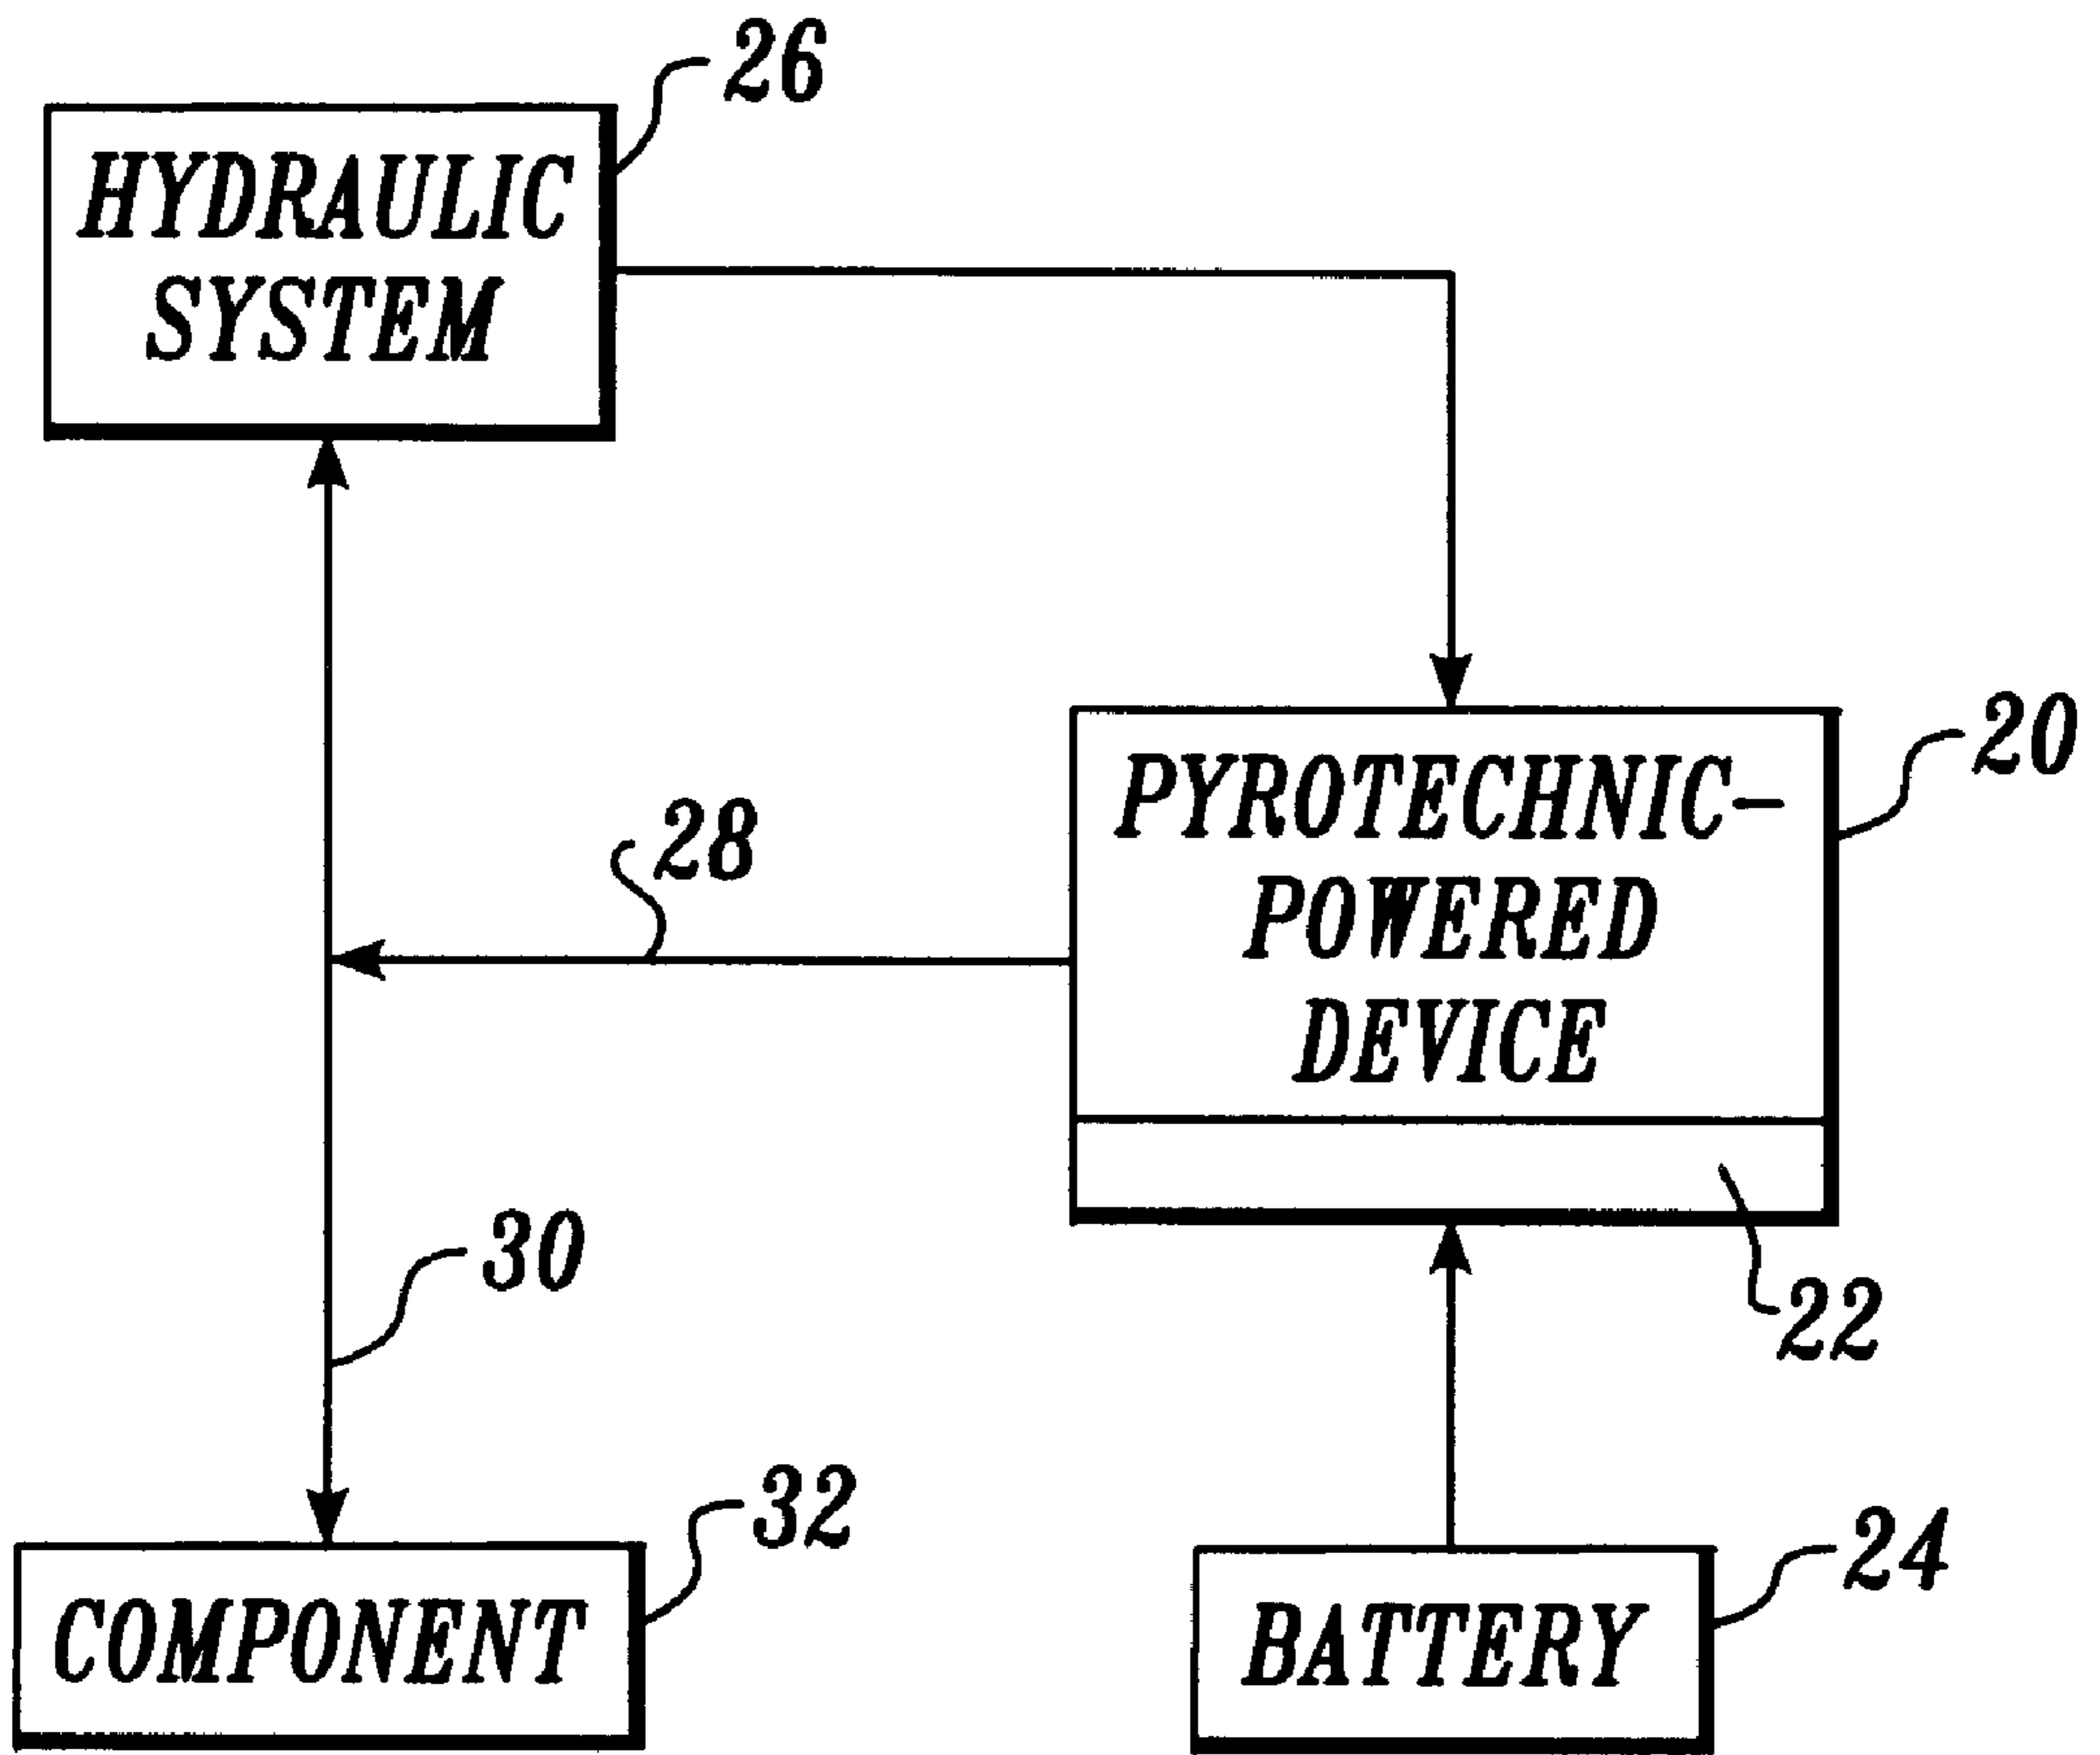 26
HYDRAULIC
SYSTEM
20
PYROTECHNIC-
POWERED
DEVICE
28
30
22
32
24
COMPONENT
BATTERY